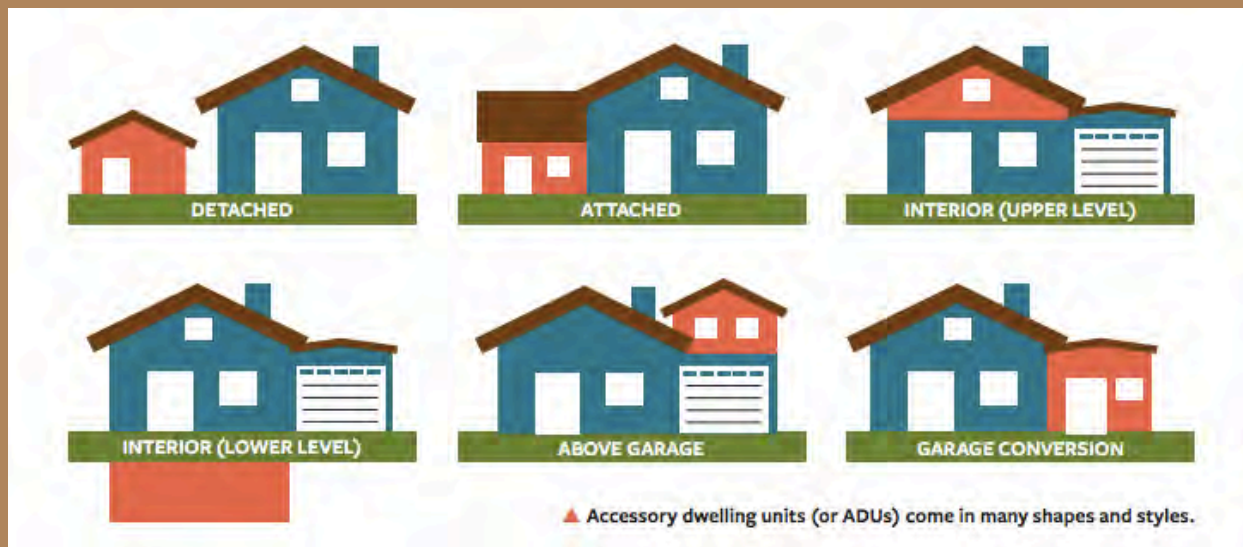 DETACHED
ATTACHED
INTERIOR (UPPER LEVEL)
INTERIOR (LOWER LEVEL)
ABOVE GARAGE
GARAGE CONVERSION
▲ Accessory dwelling units (or ADUs) come in many shapes and styles.